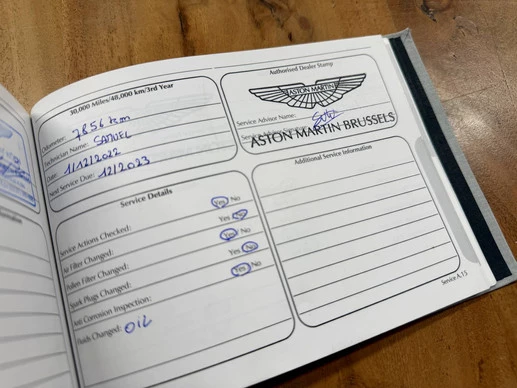 30,000 Miles/48,000 km/3rd Year
Odometer: 7856 km
Technician Name: SAMUEL
Date: 1/12/2022
Next Service Due: 12/2023
Authorised Dealer Stamp
ASTON MARTIN
Service Advisor Name:
ASTON MARTIN BRUSSELS
Service Details
Service Actions Checked: Yes No
Air Filter Changed: Yes No
Pollen Filter Changed: Yes No
Spark Plugs Changed: Yes No
Anti Corrosion Inspection: Yes No
Fluids Changed: OIL
Additional Service Information
Service A-15